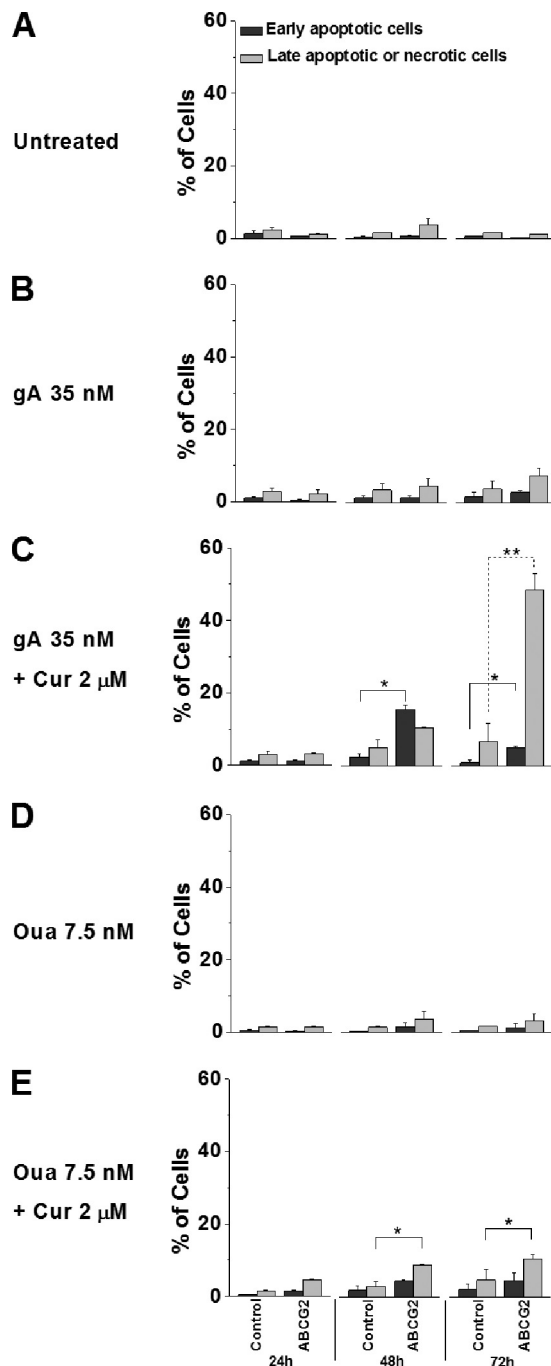 A
Untreated
% of Cells
60
40
20
0
Early apoptotic cells
Late apoptotic or necrotic cells
B
gA 35 nM
% of Cells
60
40
20
0
C
gA 35 nM
+ Cur 2 μM
% of Cells
60
40
20
0
*
*
**
D
Oua 7.5 nM
% of Cells
60
40
20
0
E
Oua 7.5 nM
+ Cur 2 μM
% of Cells
60
40
20
0
*
*
Control
ABCG2
Control
ABCG2
Control
ABCG2
24h
48h
72h